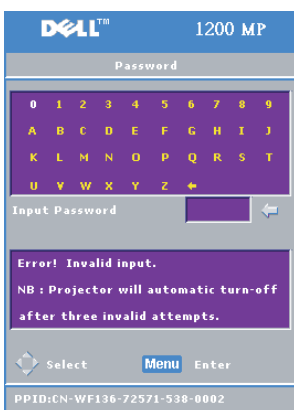 DELL™ 1200 MP
Password
0 1 2 3 4 5 6 7 8 9
A B C D E F G H I J
K L M N O P Q R S T
U V W X Y Z ←
Input Password
Error! Invalid input.
NB : Projector will automatic turn-off
after three invalid attempts.
Select Menu Enter
PPID:CN-WF136-72571-538-0002